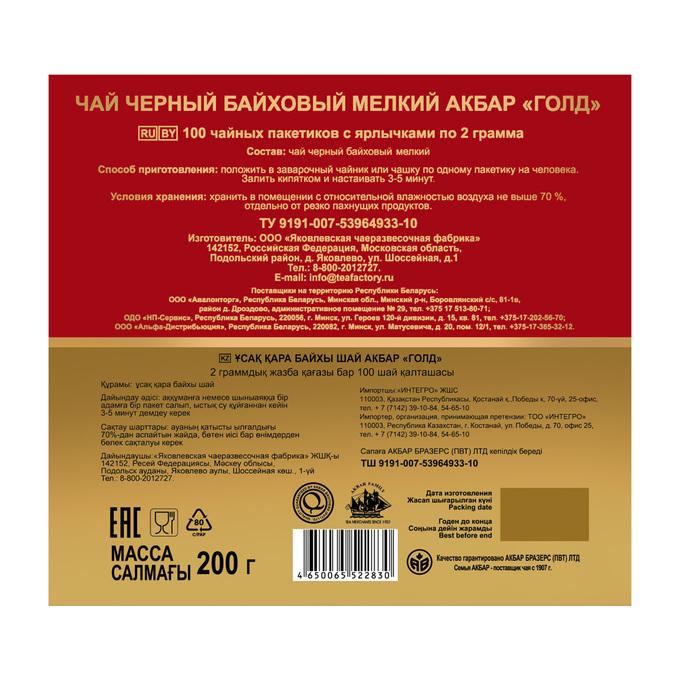 ЧАЙ ЧЕРНЫЙ БАЙХОВЫЙ МЕЛКИЙ АКБАР «ГОЛД»
RU BY 100 чайных пакетиков с ярлычками по 2 грамма
Состав: чай черный байховый мелкий
Способ приготовления: положить в заварочный чайник или чашку по одному пакетику на человека.
Залить кипятком и настаивать 3-5 минут.
Условия хранения: хранить в помещении с относительной влажностью воздуха не выше 70 %,
отдельно от резко пахнущих продуктов.
ТУ 9191-007-53964933-10
Изготовитель: ООО «Яковлевская чаеразвесочная фабрика»
142152, Российская Федерация, Московская область,
Подольский район, д. Яковлево, ул. Шоссейная, д.1
Тел.: 8-800-2012727.
E-mail: info@teafactory.ru
Поставщики на территорию Республики Беларусь:
ООО «Авалонторг», Республика Беларусь, Минская обл., Минский р-н, Боровлянский с/с, 81-1в,
район д. Дроздово, административное помещение № 29, тел. +375 17 513-80-71;
ОДО «НП-Сервис», Республика Беларусь, 220056, г. Минск, ул. Героев 120-й дивизии, д. 15, кв. 81, тел. +375-17-202-56-70;
ООО «Альфа-Дистрибьюция», Республика Беларусь, 220082, г. Минск, ул. Матусевича, д. 20, пом. 12/1, тел. +375-17-365-32-12.
KZ ҰСАҚ ҚАРА БАЙХЫ ШАЙ АКБАР «ГОЛД»
2 граммдық жазба қағазы бар 100 шай қалташасы
Құрамы: ұсақ қара байхы шай
Дайындау әдісі: аққұманға немесе шыныаяққа бір
адамға бір пакет салып, ыстық су құйғаннан кейін
3-5 минут демдеу керек
Сақтау шарттары: ауаның қатысты ылғалдығы
70%-дан аспайтын жайда, бөтен иісі бар өнімдерден
бөлек сақталуы керек
Дайындаушы: «Яковлевская чаеразвесочная фабрика» ЖШҚ-ы
142152, Ресей Федерациясы, Мәскеу облысы,
Подольск ауданы, Яковлево ауылы, Шоссейная көш., 1-үй
Тел.: 8-800-2012727.
Импортшы: «ИНТЕГРО» ЖШС
110003, Қазақстан Республикасы, Қостанай қ., Победы к, 70-үй, 25-офис,
тел. + 7 (7142) 39-10-84, 54-65-10
Импортер, организация, принимающая претензии: ТОО «ИНТЕГРО»
110003, Республика Казахстан, г. Костанай, ул. Победы, д. 70, офис 25,
тел. + 7 (7142) 39-10-84, 54-65-10
Сапаға АКБАР БРАЗЕРС (ПВТ) ЛТД кепілдік береді
ТШ 9191-007-53964933-10
EAC
80
C/PAP
МАССА
САЛМАҒЫ 200 г
AKBAR FAMILY
TEA MERCHANTS SINCE 1907
4 650065 522830
Дата изготовления
Жасап шығарылған күні
Packing date
Годен до конца
Соңына дейін жарамды
Best before end
Качество гарантировано АКБАР БРАЗЕРС (ПВТ) ЛТД
Семья АКБАР - поставщик чая с 1907 г.